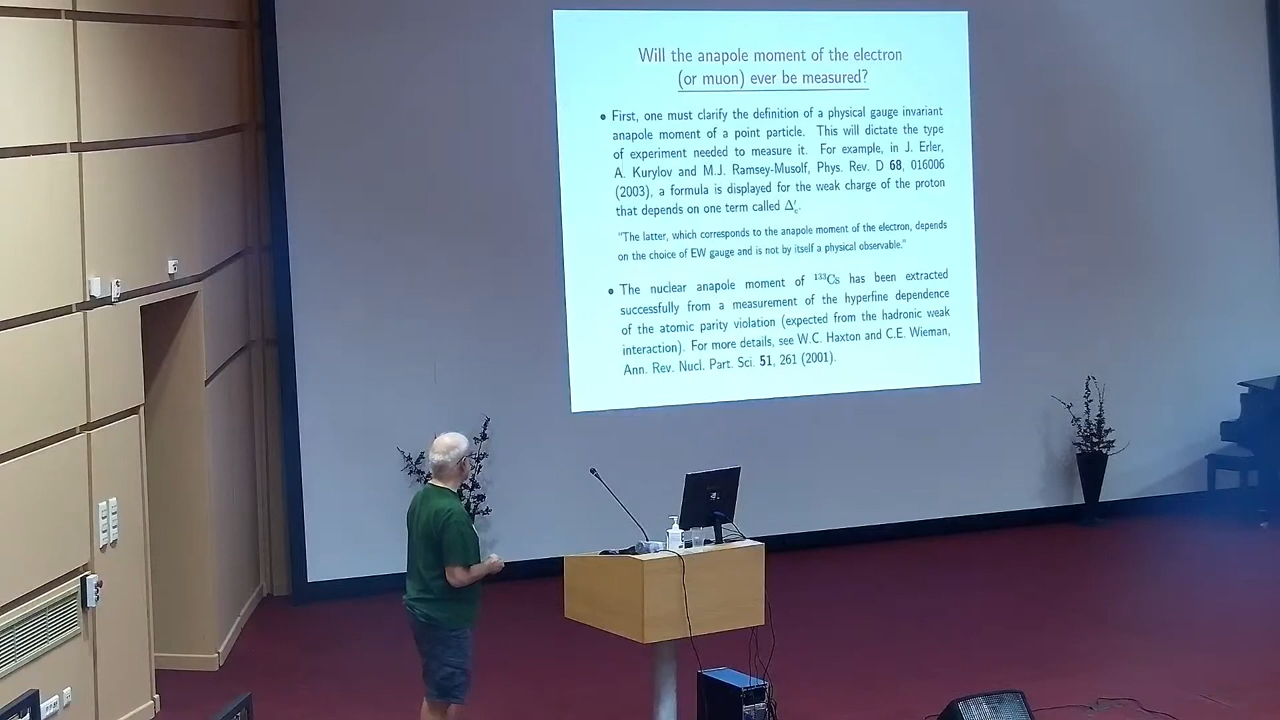 Will the anapole moment of the electron
(or muon) ever be measured?
• First, one must clarify the definition of a physical gauge invariant
anapole moment of a point particle. This will dictate the type
of experiment needed to measure it. For example, in J. Erler,
A. Kurylov and M.J. Ramsey-Musolf, Phys. Rev. D 68, 016006
(2003), a formula is displayed for the weak charge of the proton
that depends on one term called Δ′ₑ.
"The latter, which corresponds to the anapole moment of the electron, depends
on the choice of EW gauge and is not by itself a physical observable."
• The nuclear anapole moment of ¹³³Cs has been extracted
successfully from a measurement of the hyperfine dependence
of the atomic parity violation (expected from the hadronic weak
interaction). For more details, see W.C. Haxton and C.E. Wieman,
Ann. Rev. Nucl. Part. Sci. 51, 261 (2001).